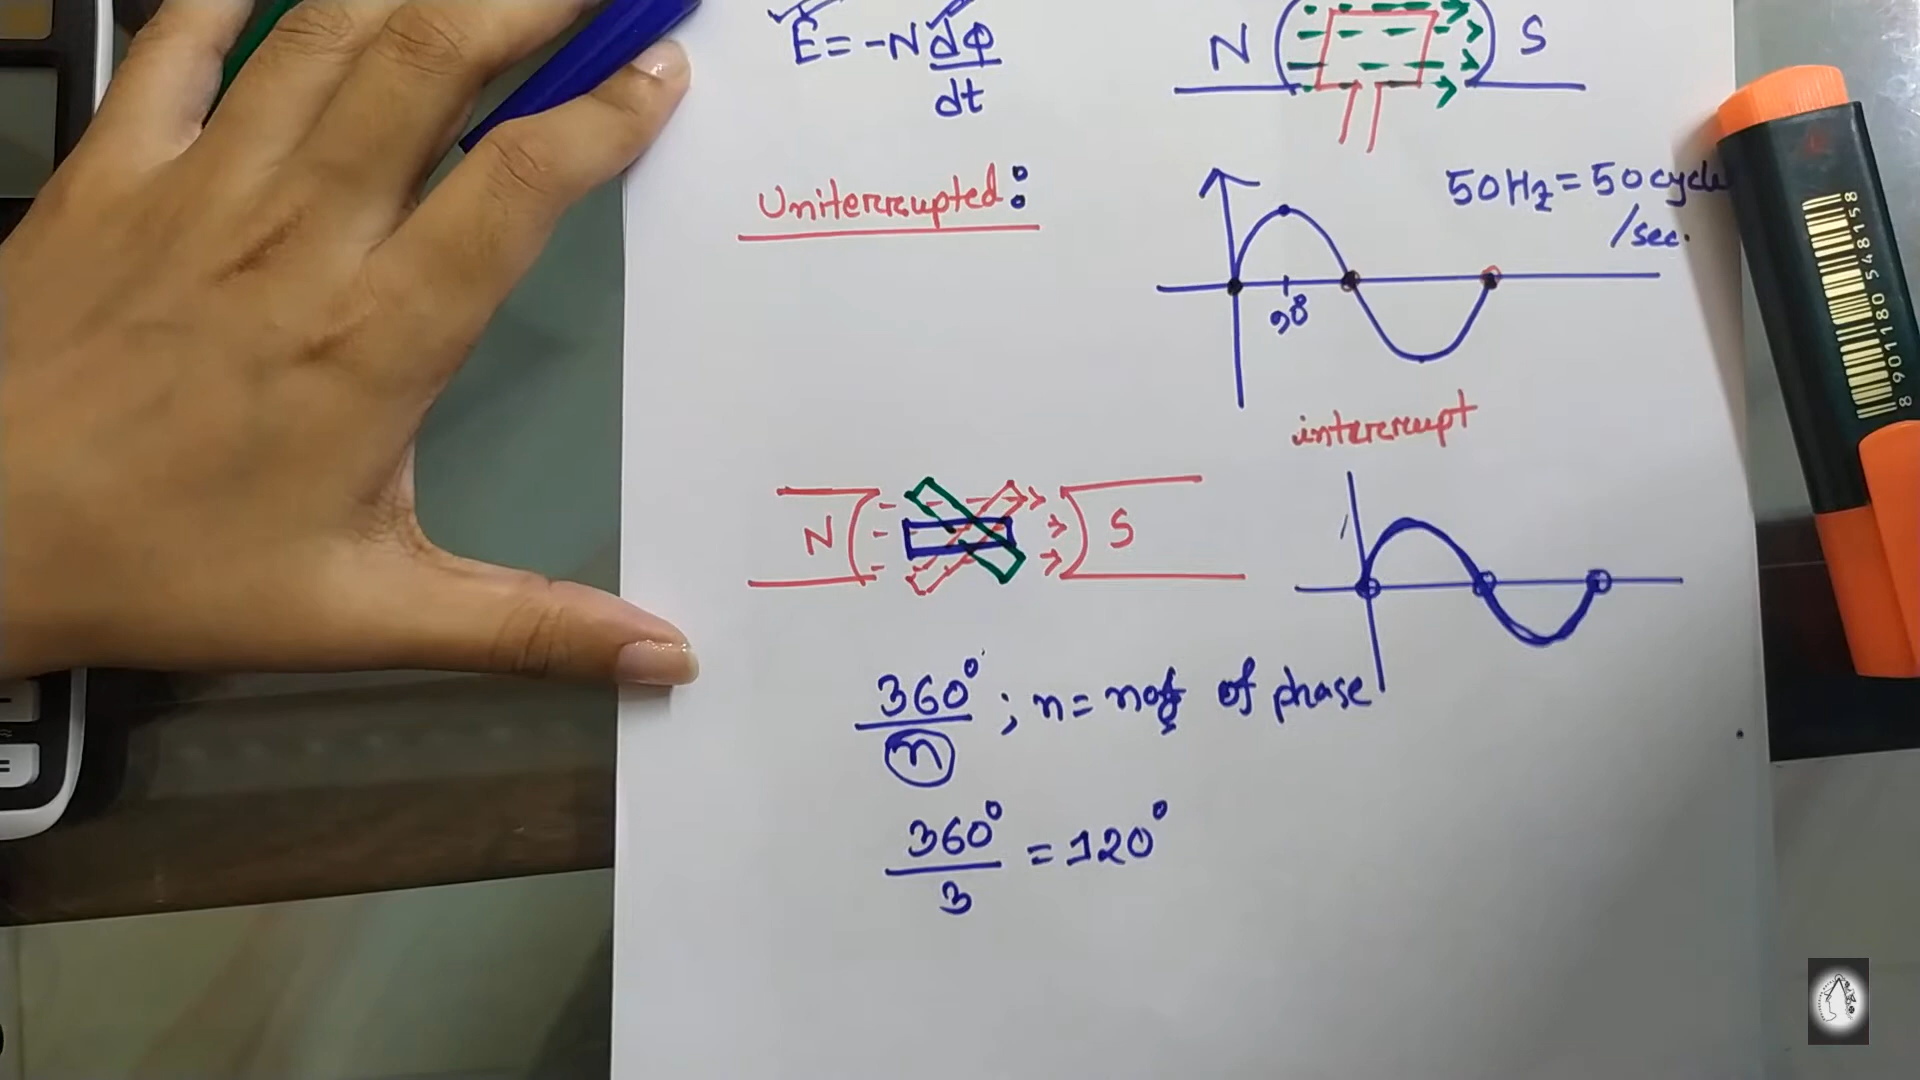 E = -N dΦ/dt
N S
Uniterrupted:
50Hz = 50 cycle
/sec.
90°
interrupt
N S
360°/n ; n = no of phase
360°/3 = 120°
8 901180 548158